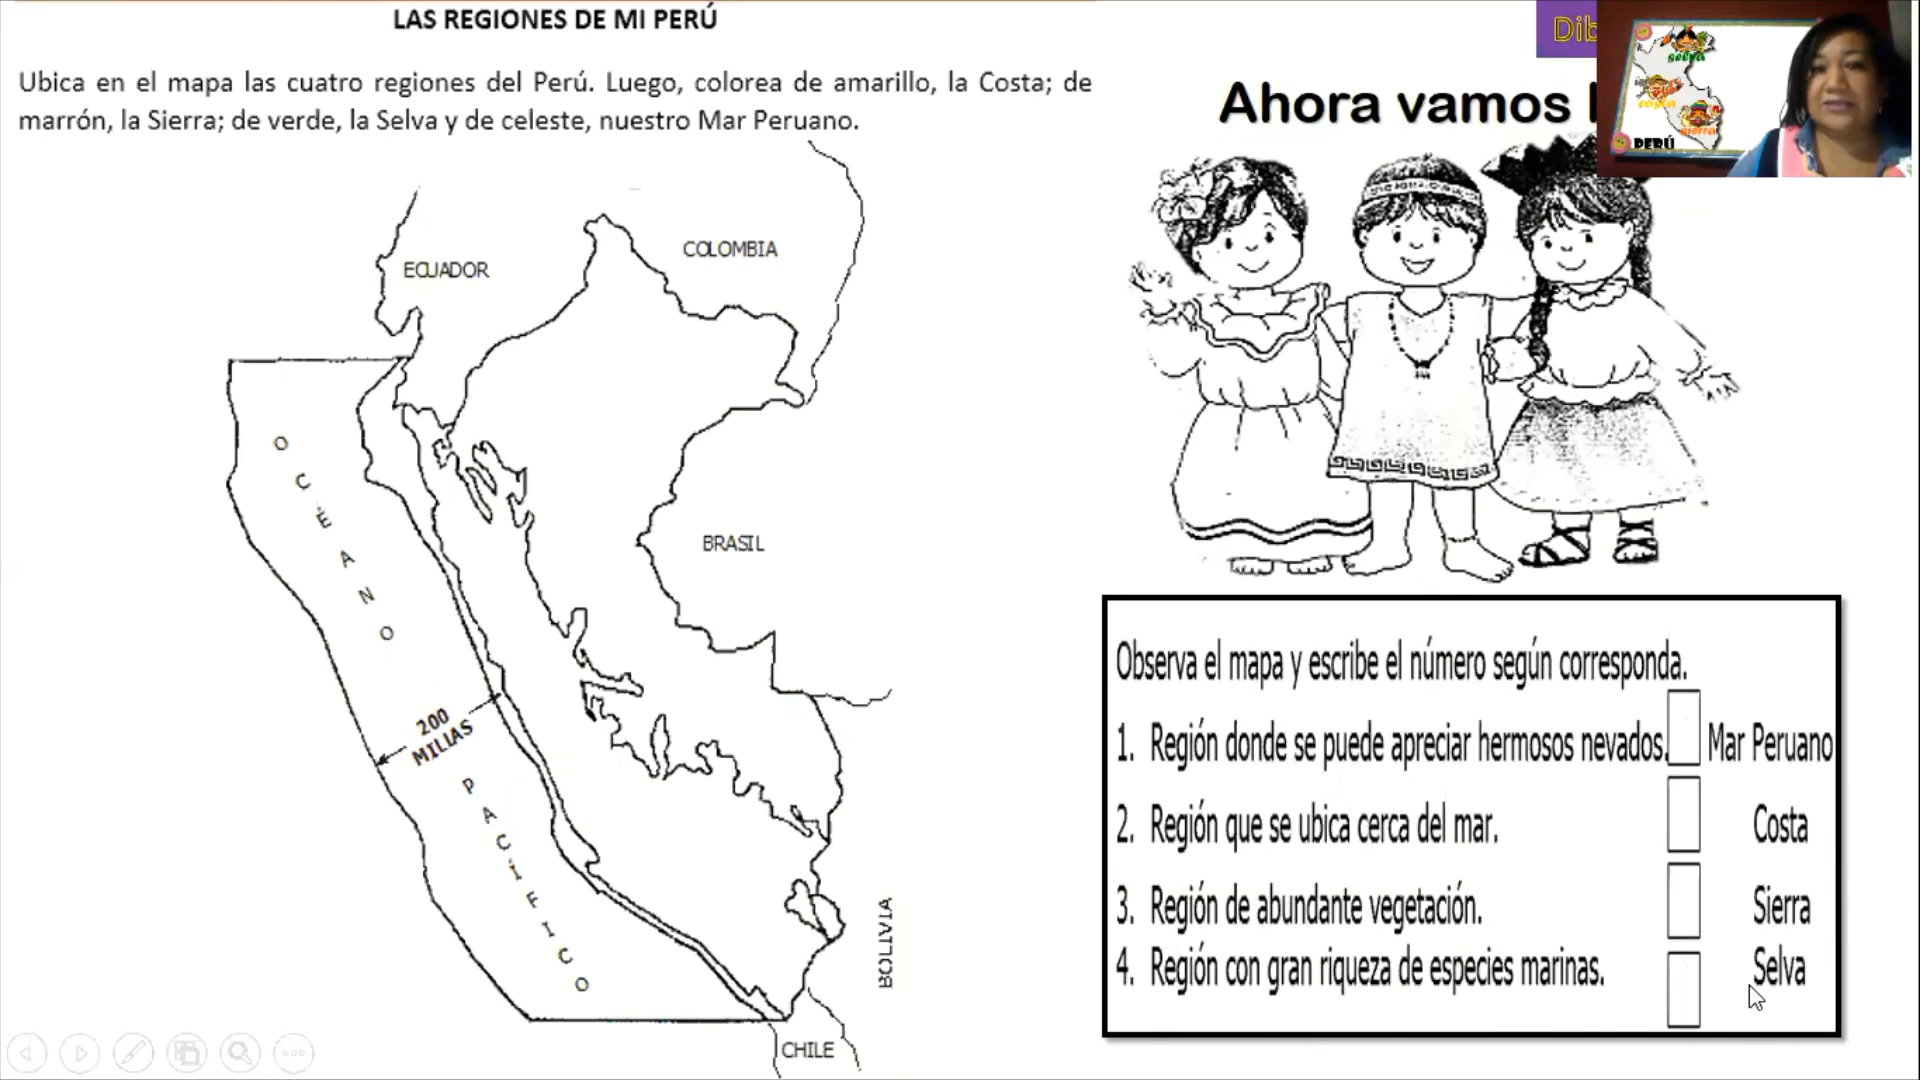 LAS REGIONES DE MI PERÚ
Ubica en el mapa las cuatro regiones del Perú. Luego, colorea de amarillo, la Costa; de
marrón, la Sierra; de verde, la Selva y de celeste, nuestro Mar Peruano.
ECUADOR
COLOMBIA
BRASIL
OCÉANO
200
MILLAS
PACÍFICO
BOLIVIA
CHILE
Ahora vamos
selva
costa
sierra
PERÚ
Observa el mapa y escribe el número según corresponda.
1. Región donde se puede apreciar hermosos nevados. Mar Peruano
2. Región que se ubica cerca del mar. Costa
3. Región de abundante vegetación. Sierra
4. Región con gran riqueza de especies marinas. Selva